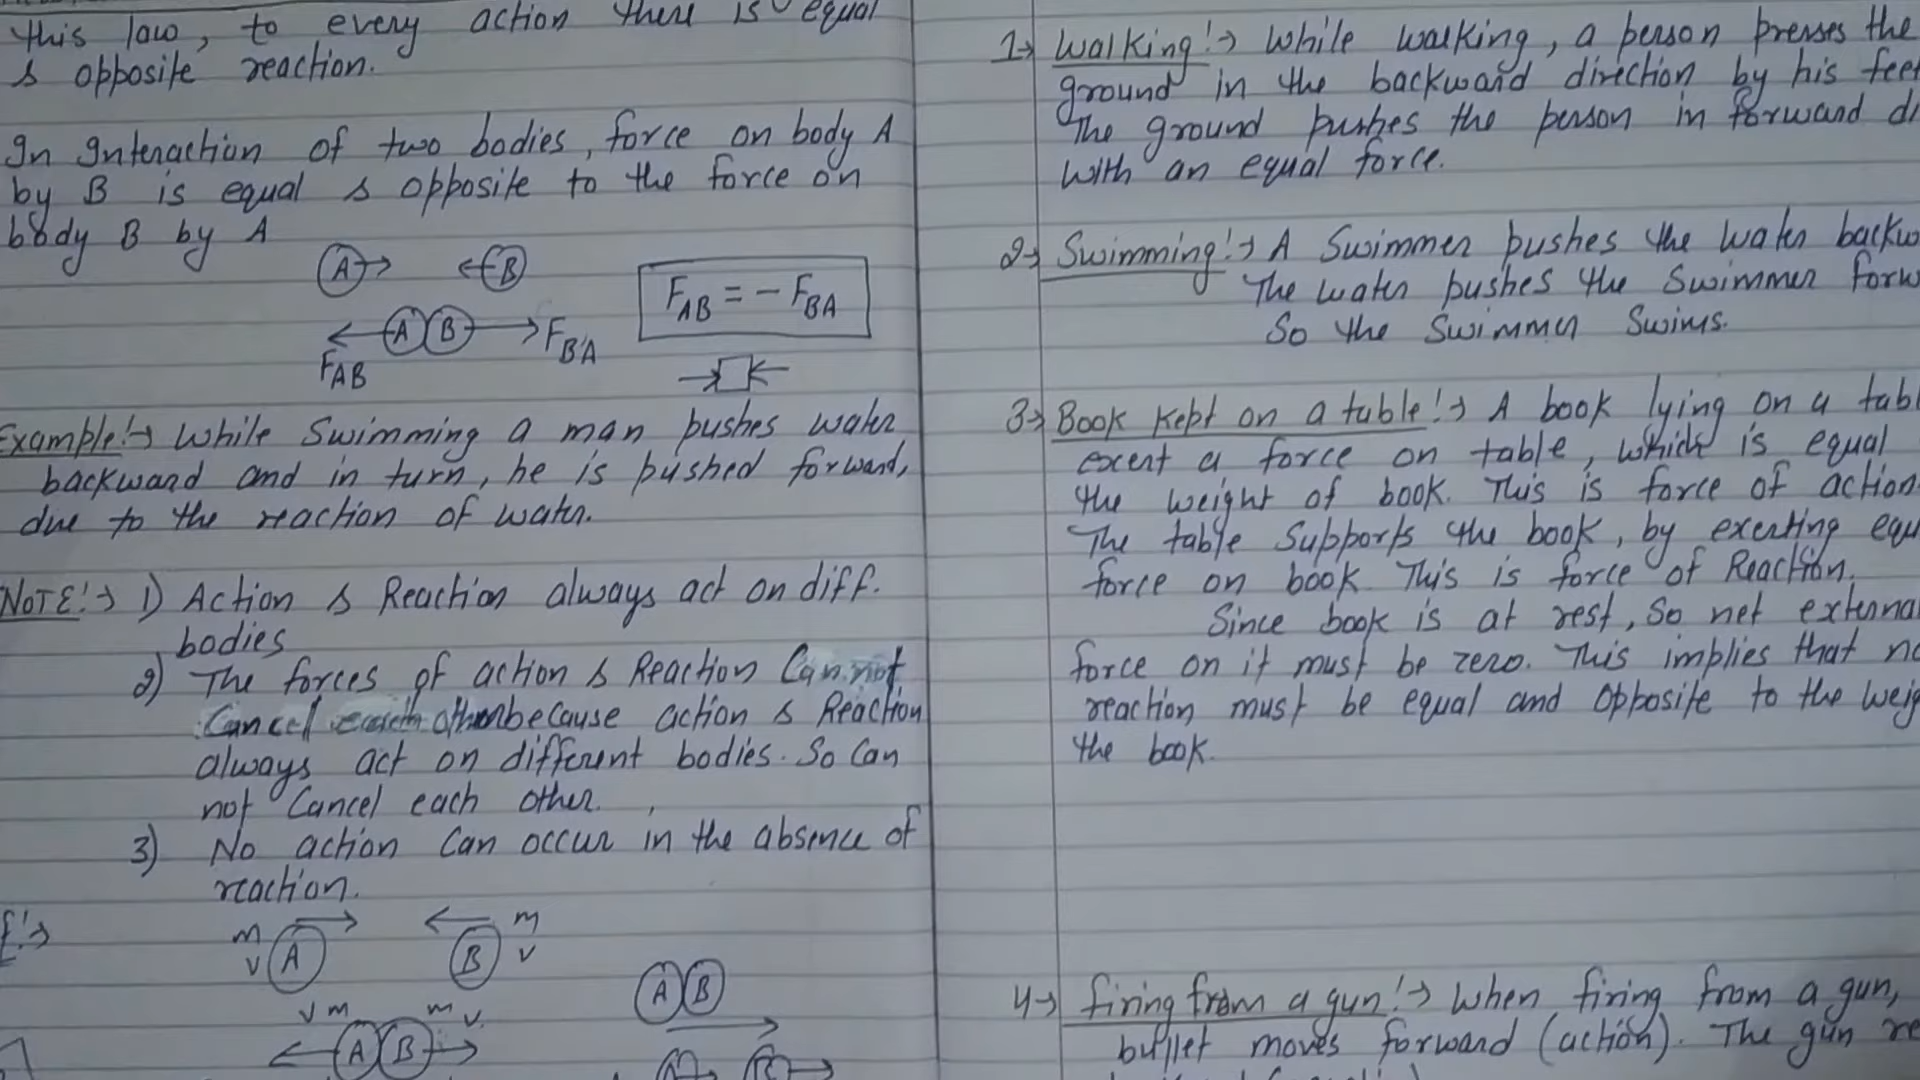 this law, to every action there is equal
& opposite reaction.
In Interaction of two bodies, force on body A
by B is equal & opposite to the force on
body B by A
A B
F_AB = - F_BA
A B F_BA
F_AB
Example:→ While Swimming a man pushes water
backward and in turn, he is pushed forward,
due to the reaction of water.
NOTE:→ 1) Action & Reaction always act on diff.
bodies
2) The forces of action & Reaction Can not
Cancel each other because action & Reaction
always act on different bodies. So Can
not Cancel each other.
3) No action Can occur in the absence of
reaction.
m m
v A B v
A B
v m m v.
A B
1→ Walking:→ While walking, a person presses the
ground in the backward direction by his feet
The ground pushes the person in forward
with an equal force.
2→ Swimming:→ A Swimmer pushes the water
The water pushes the Swimmer
So the Swimmer Swims.
3→ Book Kept on a table:→ A book lying on a
exert a force on table, which is equal
the weight of book. This is force of action
The table Supports the book, by exerting
force on book. This is force of Reaction.
Since book is at rest, So net external
force on it must be zero. This implies that
reaction must be equal and Opposite to the
the book.
4→ firing from a gun:→ When firing from a gun,
bullet moves forward (action). The gun